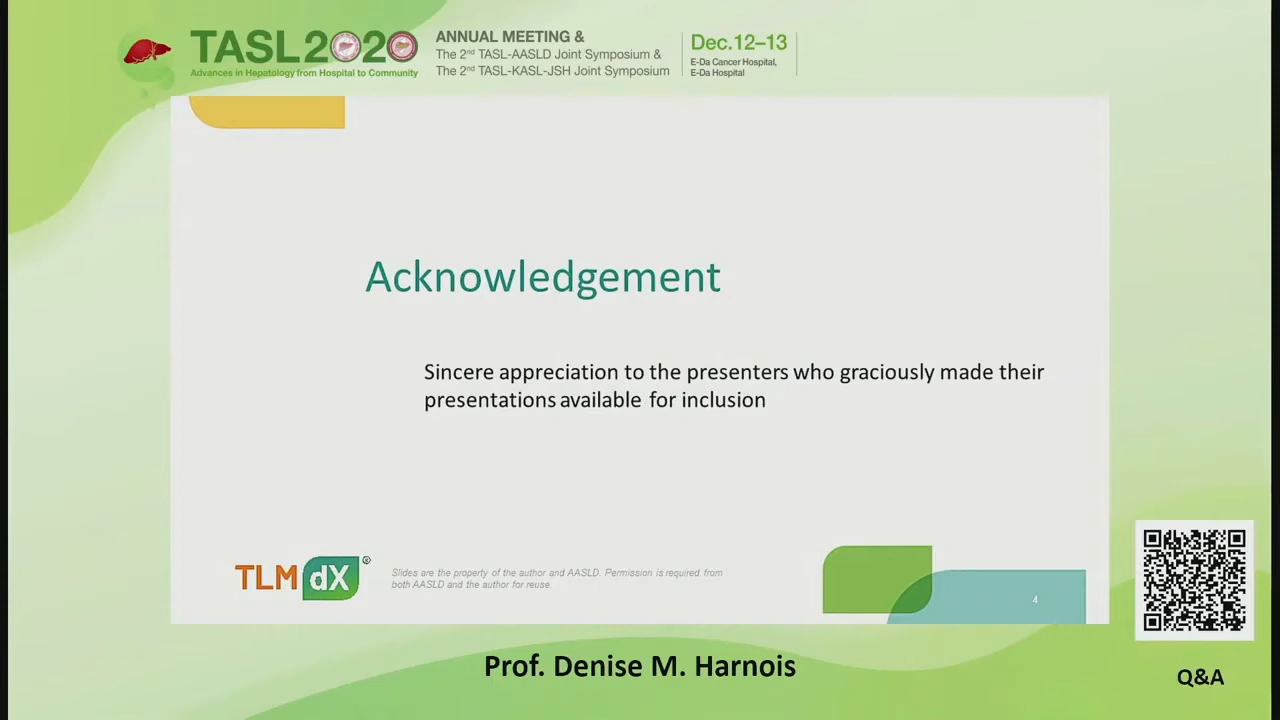 TASL2020
Advances in Hepatology from Hospital to Community
ANNUAL MEETING &
The 2nd TASL-AASLD Joint Symposium &
The 2nd TASL-KASL-JSH Joint Symposium
Dec.12–13
E-Da Cancer Hospital,
E-Da Hospital
Acknowledgement
Sincere appreciation to the presenters who graciously made their
presentations available for inclusion
TLMdX®
Slides are the property of the author and AASLD. Permission is required from
both AASLD and the author for reuse.
4
Prof. Denise M. Harnois
Q&A